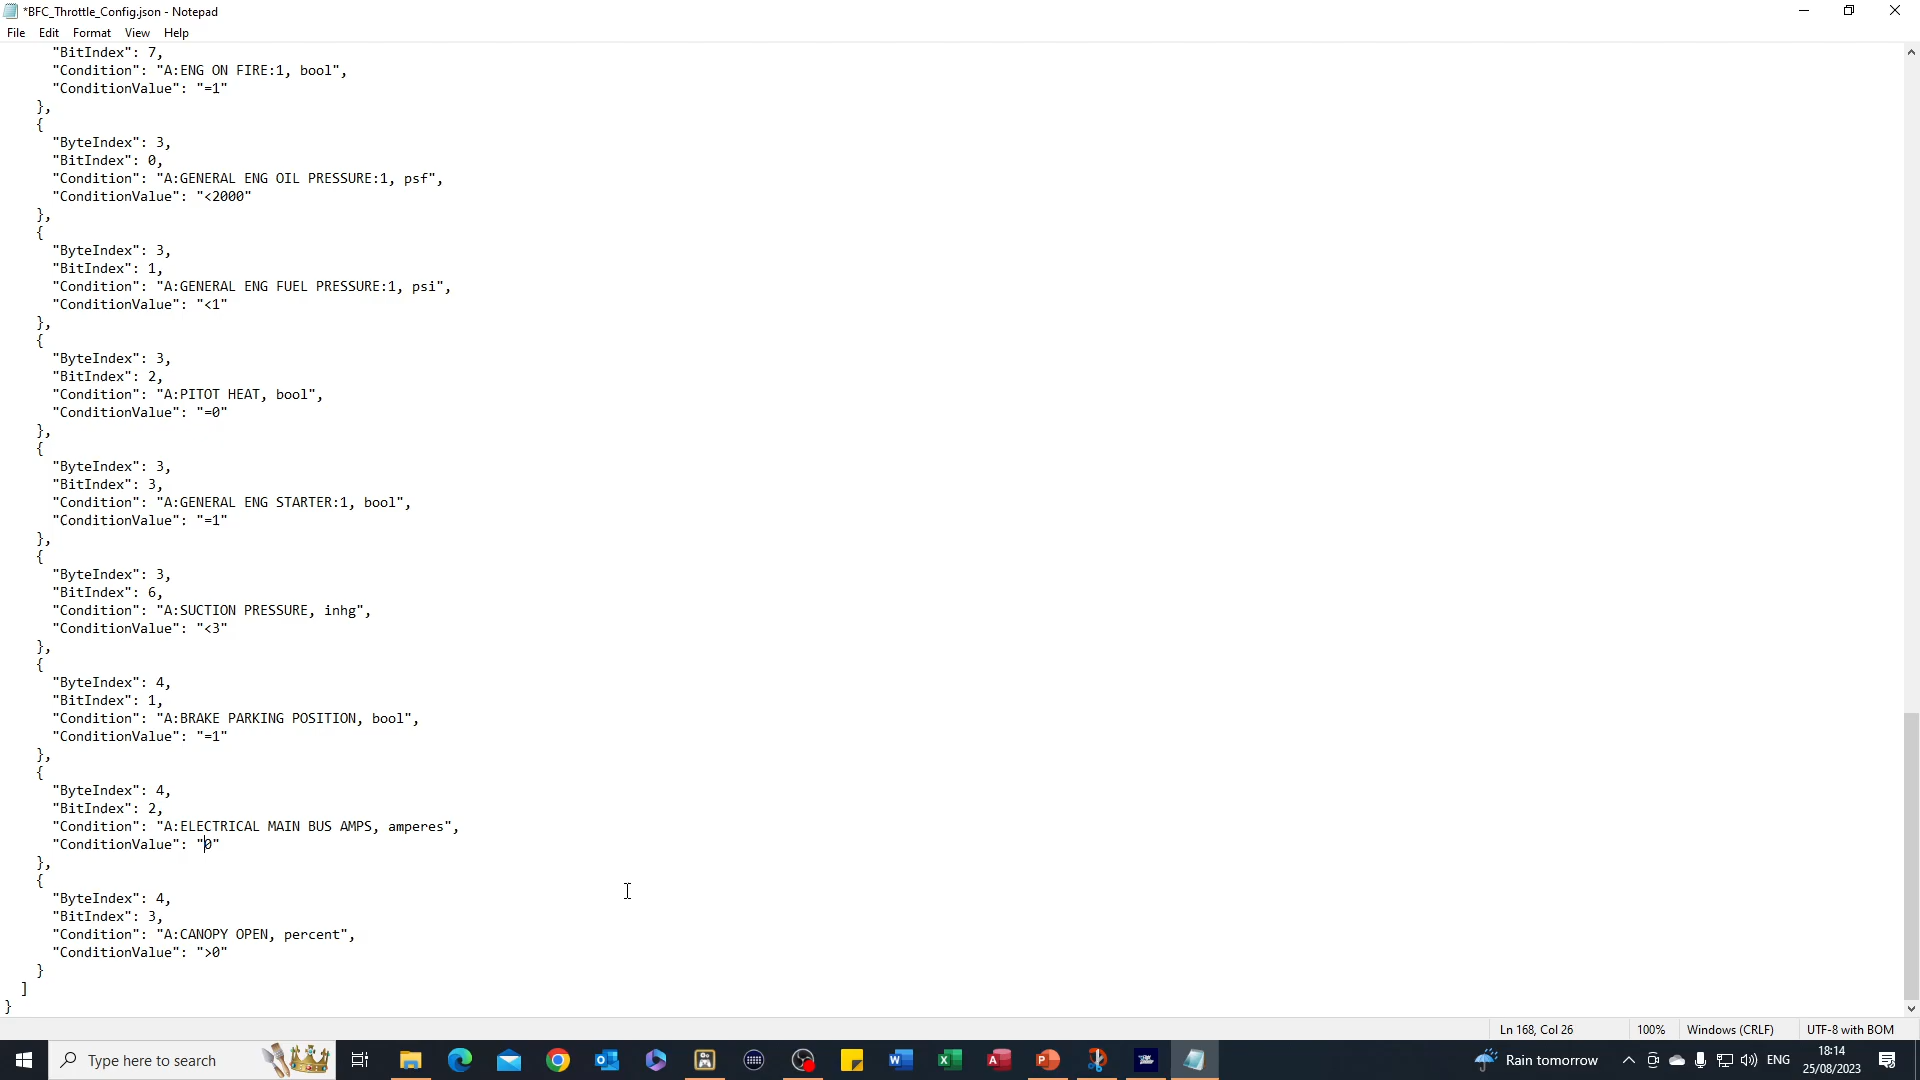 *BFC_Throttle_Config.json - Notepad
File Edit Format View Help
"BitIndex": 7,
"Condition": "A:ENG ON FIRE:1, bool",
"ConditionValue": "=1"
},
{
"ByteIndex": 3,
"BitIndex": 0,
"Condition": "A:GENERAL ENG OIL PRESSURE:1, psf",
"ConditionValue": "<2000"
},
{
"ByteIndex": 3,
"BitIndex": 1,
"Condition": "A:GENERAL ENG FUEL PRESSURE:1, psi",
"ConditionValue": "<1"
},
{
"ByteIndex": 3,
"BitIndex": 2,
"Condition": "A:PITOT HEAT, bool",
"ConditionValue": "=0"
},
{
"ByteIndex": 3,
"BitIndex": 3,
"Condition": "A:GENERAL ENG STARTER:1, bool",
"ConditionValue": "=1"
},
{
"ByteIndex": 3,
"BitIndex": 6,
"Condition": "A:SUCTION PRESSURE, inhg",
"ConditionValue": "<3"
},
{
"ByteIndex": 4,
"BitIndex": 1,
"Condition": "A:BRAKE PARKING POSITION, bool",
"ConditionValue": "=1"
},
{
"ByteIndex": 4,
"BitIndex": 2,
"Condition": "A:ELECTRICAL MAIN BUS AMPS, amperes",
"ConditionValue": "0"
},
{
"ByteIndex": 4,
"BitIndex": 3,
"Condition": "A:CANOPY OPEN, percent",
"ConditionValue": ">0"
}
]
}
Ln 168, Col 26 100% Windows (CRLF) UTF-8 with BOM
Type here to search Rain tomorrow ENG 18:14
25/08/2023